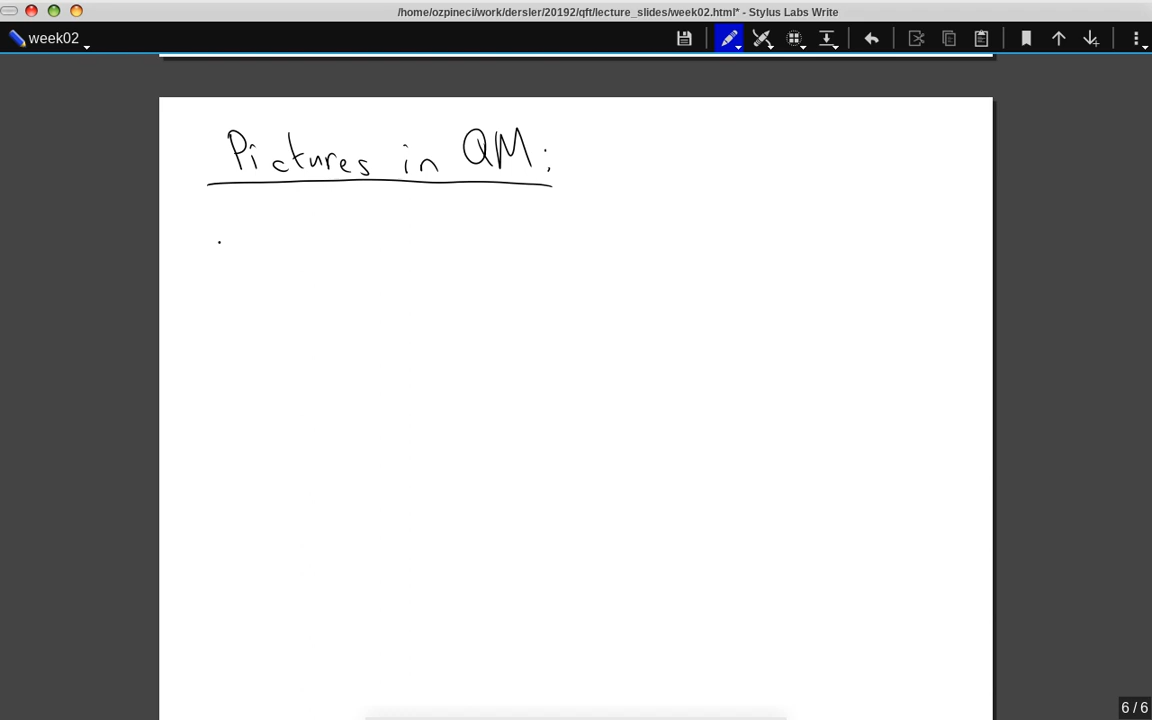 /home/ozpineci/work/dersler/20192/qft/lecture_slides/week02.html* - Stylus Labs Write
week02
Pictures in QM:
6 / 6